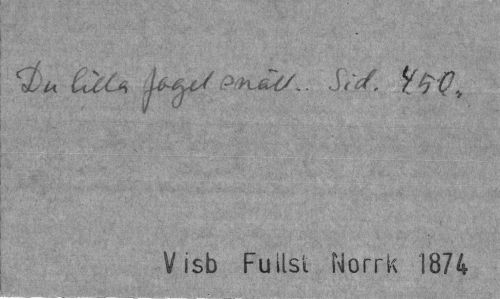 Du lilla fogel snäll.. Sid. 450.
Visb Fullst Norrk 1874